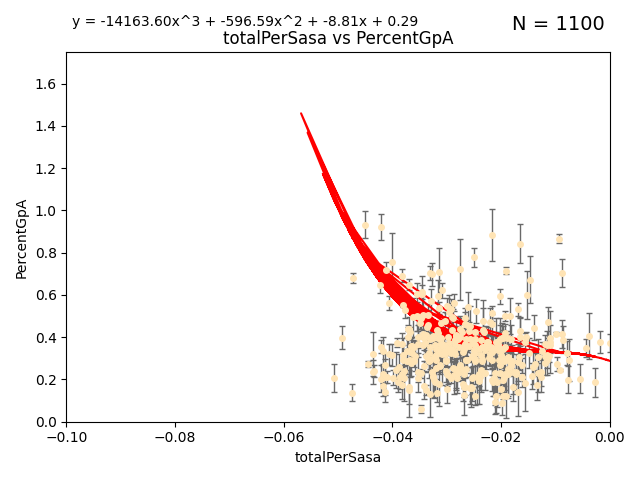 y = -14163.60x^3 + -596.59x^2 + -8.81x + 0.29
N = 1100
totalPerSasa vs PercentGpA
1.6
1.4
1.2
1.0
0.8
0.6
0.4
0.2
0.0
PercentGpA
−0.10 −0.08 −0.06 −0.04 −0.02 0.00
totalPerSasa